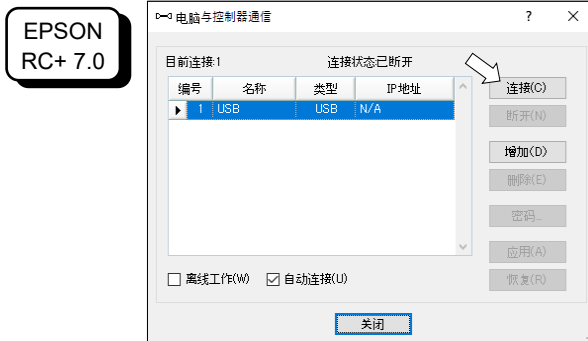 EPSON
RC+ 7.0
电脑与控制器通信
目前连接:1 连接状态:已断开
编号 名称 类型 IP地址
1 USB USB N/A
连接(C)
断开(N)
增加(D)
删除(E)
密码...
应用(A)
恢复(R)
离线工作(W) 自动连接(U)
关闭